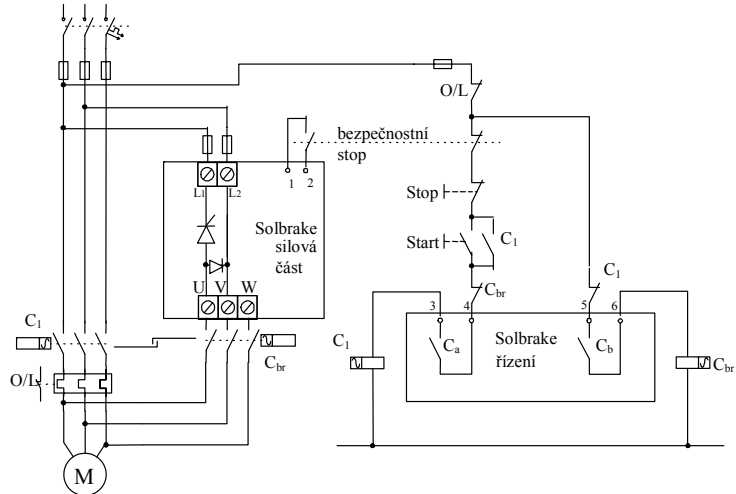 O/L
bezpečnostní
stop
1 2
L1 L2
Stop
Solbrake
silová
část
Start
C1
U V W
Cbr
C1
3 4 5 6
C1
C1
Ca
Solbrake
řízení
Cb
Cbr
O/L
Cbr
M